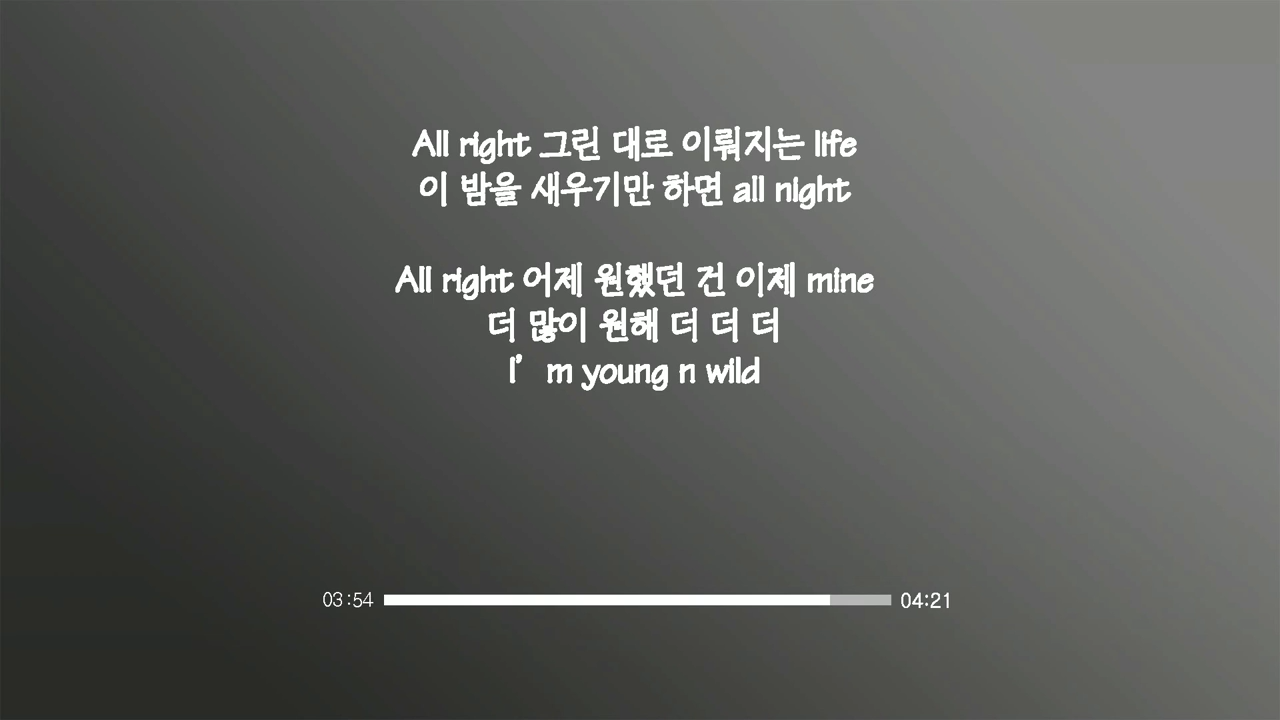 All right 그린 대로 이뤄지는 life
이 밤을 새우기만 하면 all night
All right 어제 원했던 건 이제 mine
더 많이 원해 더 더 더
I’m young n wild
03:54
04:21